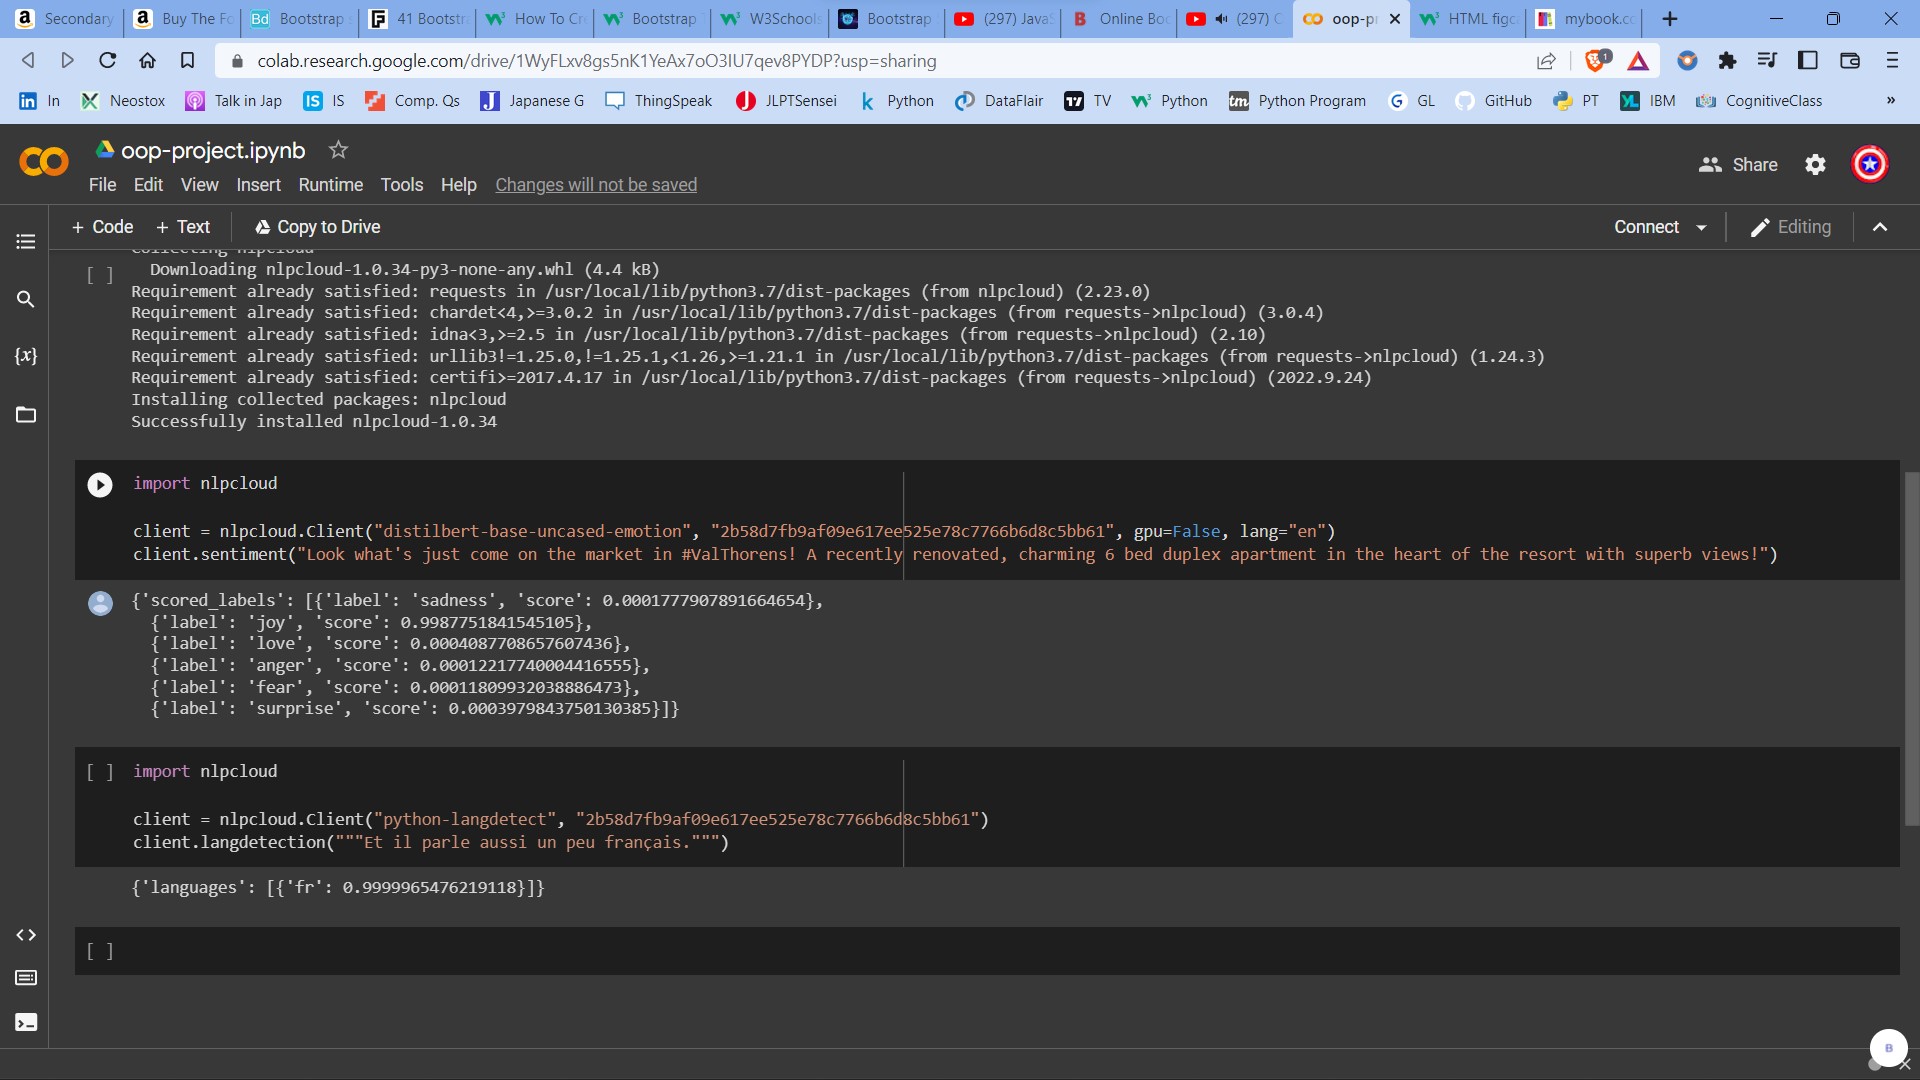 Secondary
Buy The Fo
Bootstrap
41 Bootstr
How To Cr
Bootstrap
W3Schools
Bootstrap
(297) Java
Online Boo
(297) C
oop-p
HTML figc
mybook.cc
colab.research.google.com/drive/1WyFLxv8gs5nK1YeAx7oO3IU7qev8PYDP?usp=sharing
In
Neostox
Talk in Jap
IS
Comp. Qs
Japanese G
ThingSpeak
JLPTSensei
Python
DataFlair
TV
Python
Python Program
GL
GitHub
PT
IBM
CognitiveClass
»
oop-project.ipynb
Share
File Edit View Insert Runtime Tools Help Changes will not be saved
+ Code + Text Copy to Drive
Connect
Editing
Collecting nlpcloud
[ ] Downloading nlpcloud-1.0.34-py3-none-any.whl (4.4 kB)
Requirement already satisfied: requests in /usr/local/lib/python3.7/dist-packages (from nlpcloud) (2.23.0)
Requirement already satisfied: chardet<4,>=3.0.2 in /usr/local/lib/python3.7/dist-packages (from requests->nlpcloud) (3.0.4)
Requirement already satisfied: idna<3,>=2.5 in /usr/local/lib/python3.7/dist-packages (from requests->nlpcloud) (2.10)
Requirement already satisfied: urllib3!=1.25.0,!=1.25.1,<1.26,>=1.21.1 in /usr/local/lib/python3.7/dist-packages (from requests->nlpcloud) (1.24.3)
Requirement already satisfied: certifi>=2017.4.17 in /usr/local/lib/python3.7/dist-packages (from requests->nlpcloud) (2022.9.24)
Installing collected packages: nlpcloud
Successfully installed nlpcloud-1.0.34
import nlpcloud
client = nlpcloud.Client("distilbert-base-uncased-emotion", "2b58d7fb9af09e617ee525e78c7766b6d8c5bb61", gpu=False, lang="en")
client.sentiment("Look what's just come on the market in #ValThorens! A recently renovated, charming 6 bed duplex apartment in the heart of the resort with superb views!")
{'scored_labels': [{'label': 'sadness', 'score': 0.0001777907891664654},
{'label': 'joy', 'score': 0.9987751841545105},
{'label': 'love', 'score': 0.0004087708657607436},
{'label': 'anger', 'score': 0.00012217740004416555},
{'label': 'fear', 'score': 0.00011809932038886473},
{'label': 'surprise', 'score': 0.0003979843750130385}]}
[ ] import nlpcloud
client = nlpcloud.Client("python-langdetect", "2b58d7fb9af09e617ee525e78c7766b6d8c5bb61")
client.langdetection("""Et il parle aussi un peu français.""")
{'languages': [{'fr': 0.9999965476219118}]}
[ ]